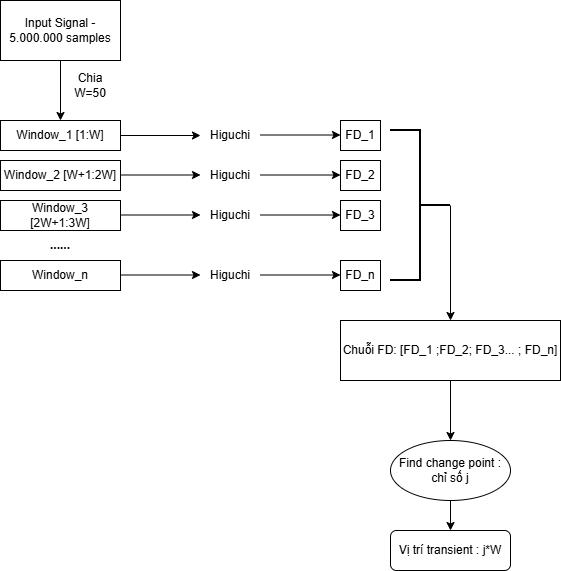 Input Signal -
5.000.000 samples
Chia
W=50
Window_1 [1:W]
Higuchi
FD_1
Window_2 [W+1:2W]
Higuchi
FD_2
Window_3
[2W+1:3W]
Higuchi
FD_3
......
Window_n
Higuchi
FD_n
Chuỗi FD: [FD_1 ;FD_2; FD_3... ; FD_n]
Find change point :
chỉ số j
Vị trí transient : j*W